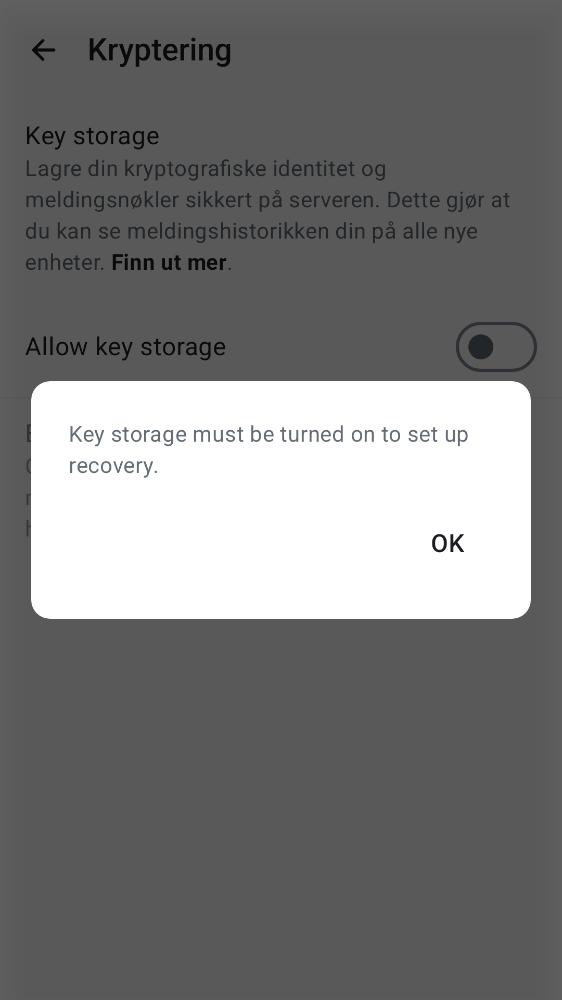 Kryptering
Key storage
Lagre din kryptografiske identitet og
meldingsnøkler sikkert på serveren. Dette gjør at
du kan se meldingshistorikken din på alle nye
enheter. Finn ut mer.
Allow key storage
Key storage must be turned on to set up
recovery.
OK